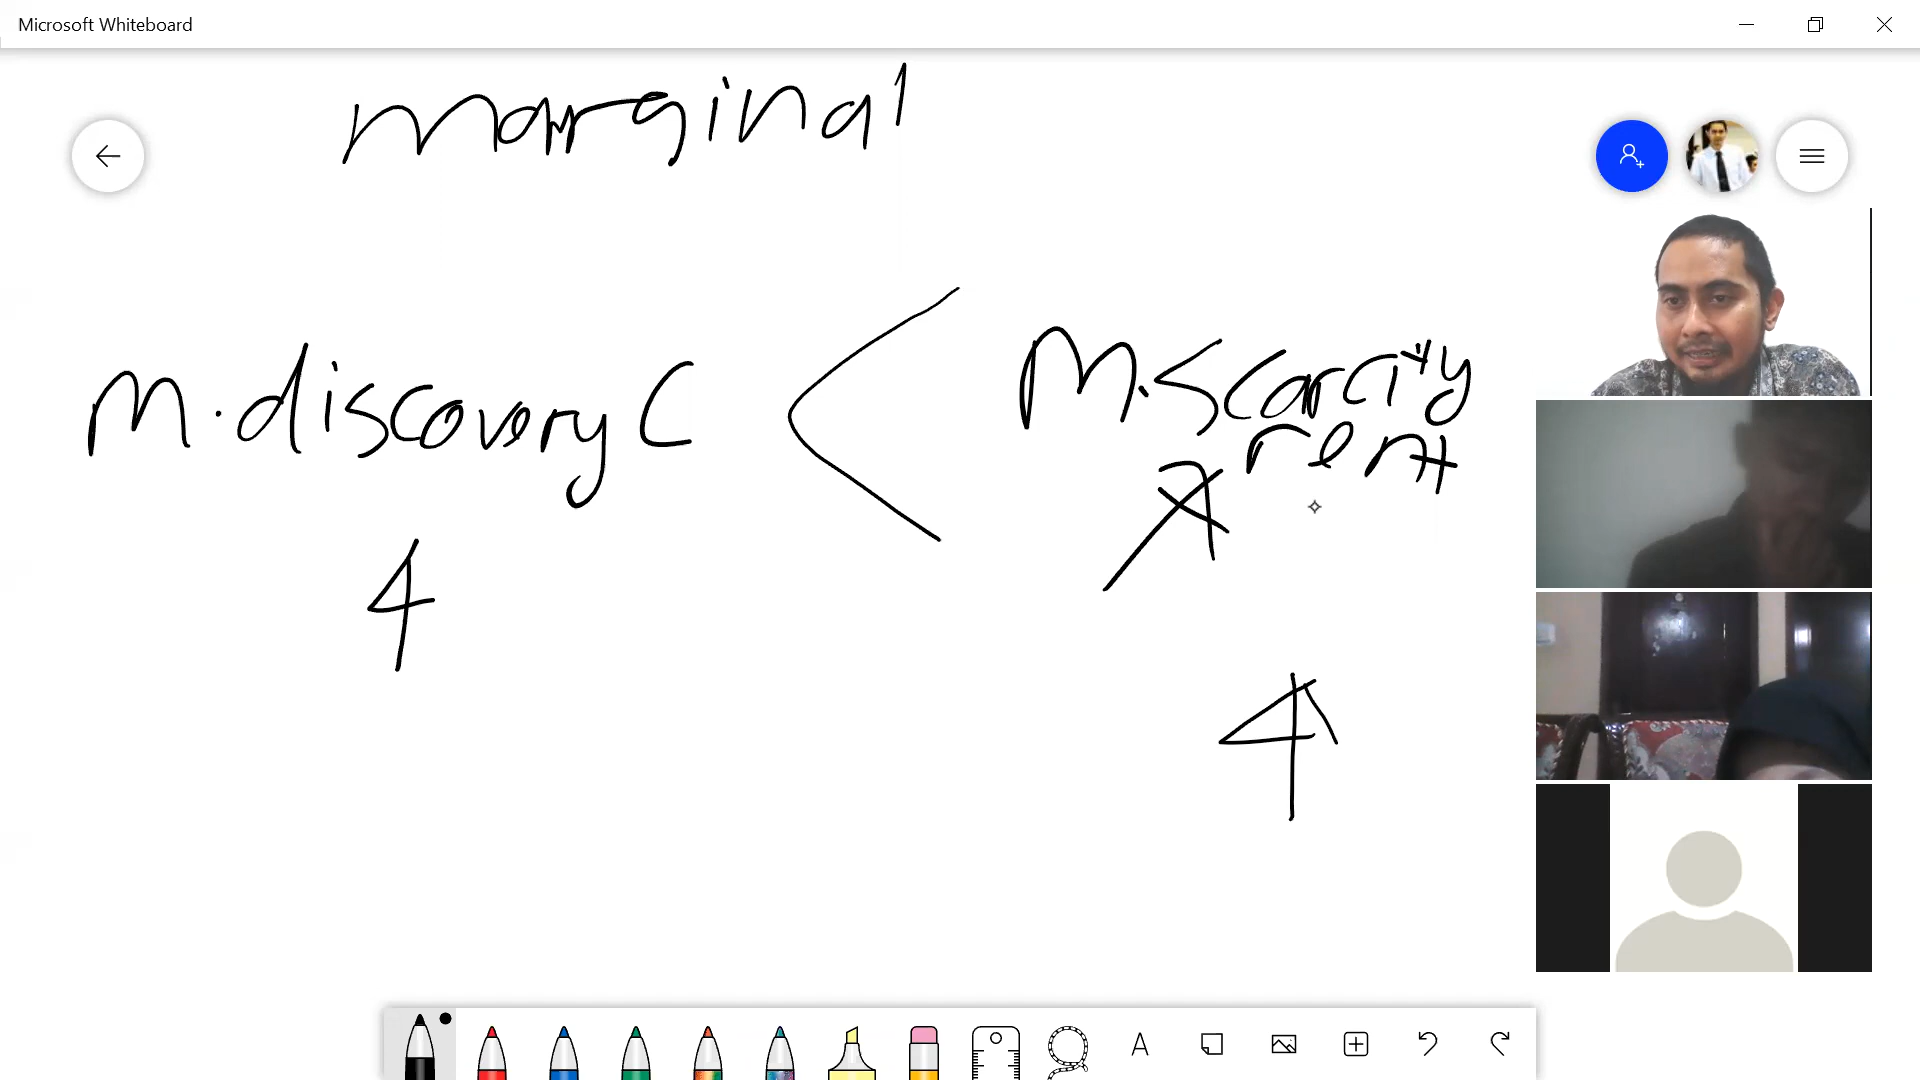 Microsoft Whiteboard
marginal
M. discovery C < M. Scarcity
rent
4
4
A